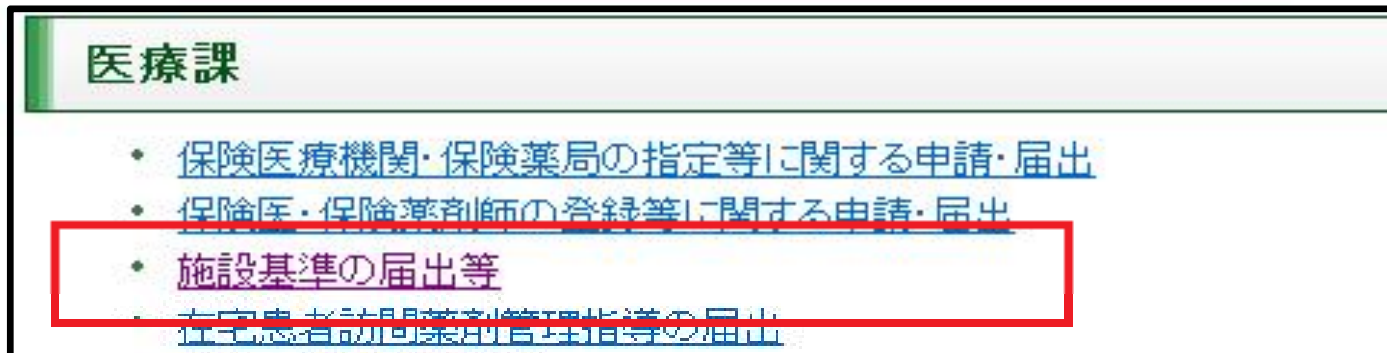 医療課
• 保険医療機関・保険薬局の指定等に関する申請・届出
• 保険医・保険薬剤師の登録等に関する申請・届出
• 施設基準の届出等
• 在宅患者訪問薬剤管理指導の届出